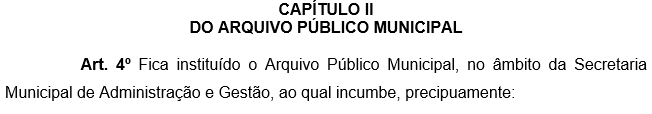 CAPÍTULO II
DO ARQUIVO PÚBLICO MUNICIPAL
Art. 4º Fica instituído o Arquivo Público Municipal, no âmbito da Secretaria
Municipal de Administração e Gestão, ao qual incumbe, precipuamente: